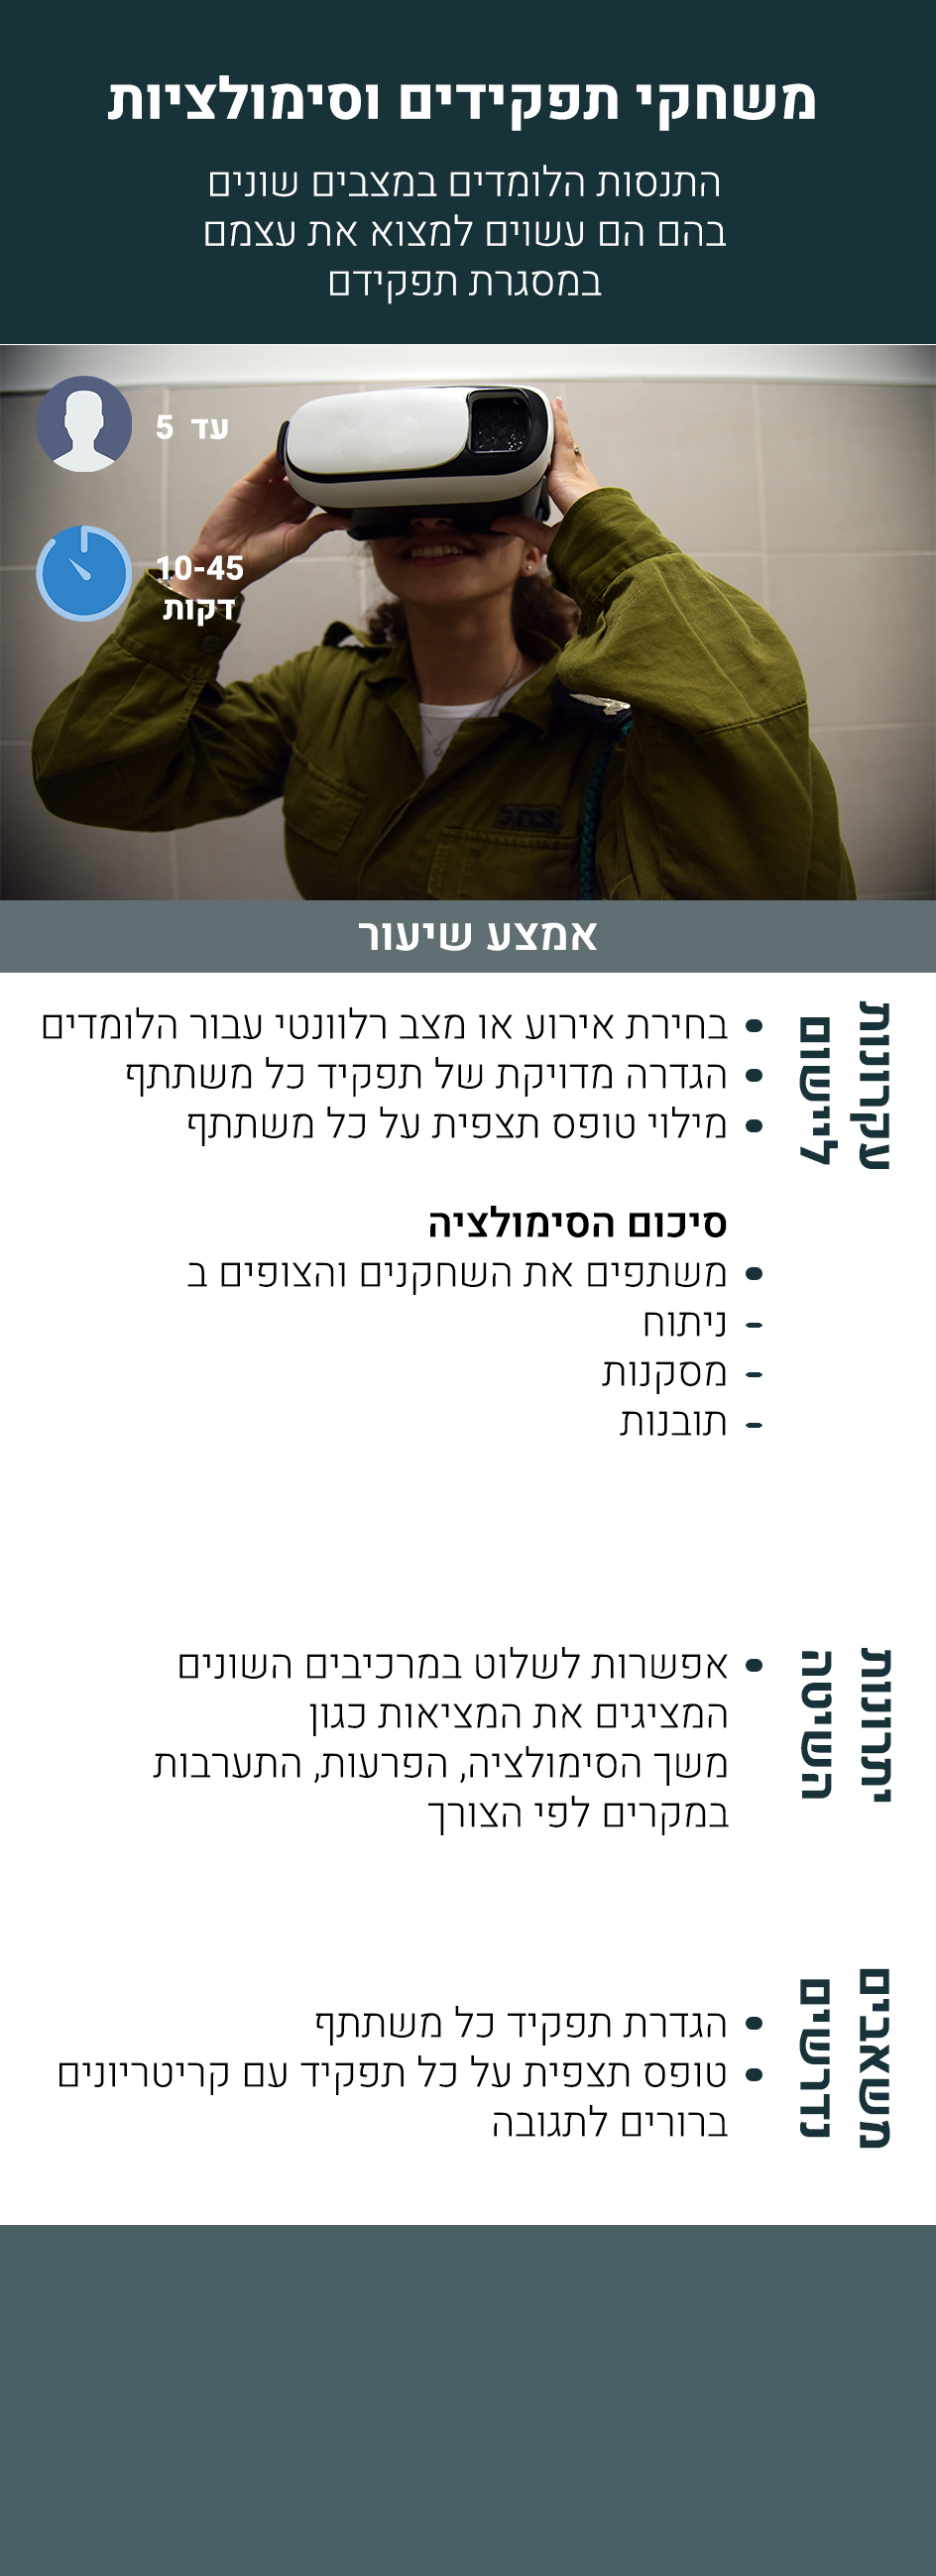 משחקי תפקידים וסימולציות
התנסות הלומדים במצבים שונים
בהם הם עשוים למצוא את עצמם
במסגרת תפקידם
עד 5
10-45
דקות
צה"ל
אמצע שיעור
עקרונות
ליישום
• בחירת אירוע או מצב רלוונטי עבור הלומדים
• הגדרה מדויקת של תפקיד כל משתתף
• מילוי טופס תצפית על כל משתתף
סיכום הסימולציה
• משתפים את השחקנים והצופים ב
- ניתוח
- מסקנות
- תובנות
יתרונות
השיטה
• אפשרות לשלוט במרכיבים השונים
המציגים את המציאות כגון
משך הסימולציה, הפרעות, התערבות
במקרים לפי הצורך
משאבים
נדרשים
• הגדרת תפקיד כל משתתף
• טופס תצפית על כל תפקיד עם קריטריונים
ברורים לתגובה